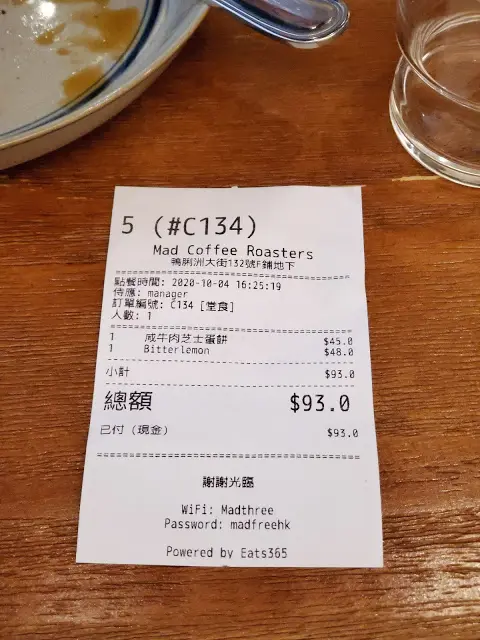 5 (#C134)
Mad Coffee Roasters
鴨脷洲大街132號F鋪地下
點餐時間: 2020-10-04 16:25:19
侍應: manager
訂單編號: C134 [堂食]
人數: 1
1 咸牛肉芝士蛋餅 $45.0
1 Bitterlemon $48.0
小計 $93.0
總額 $93.0
已付 (現金) $93.0
謝謝光臨
WiFi: Madthree
Password: madfreehk
Powered by Eats365